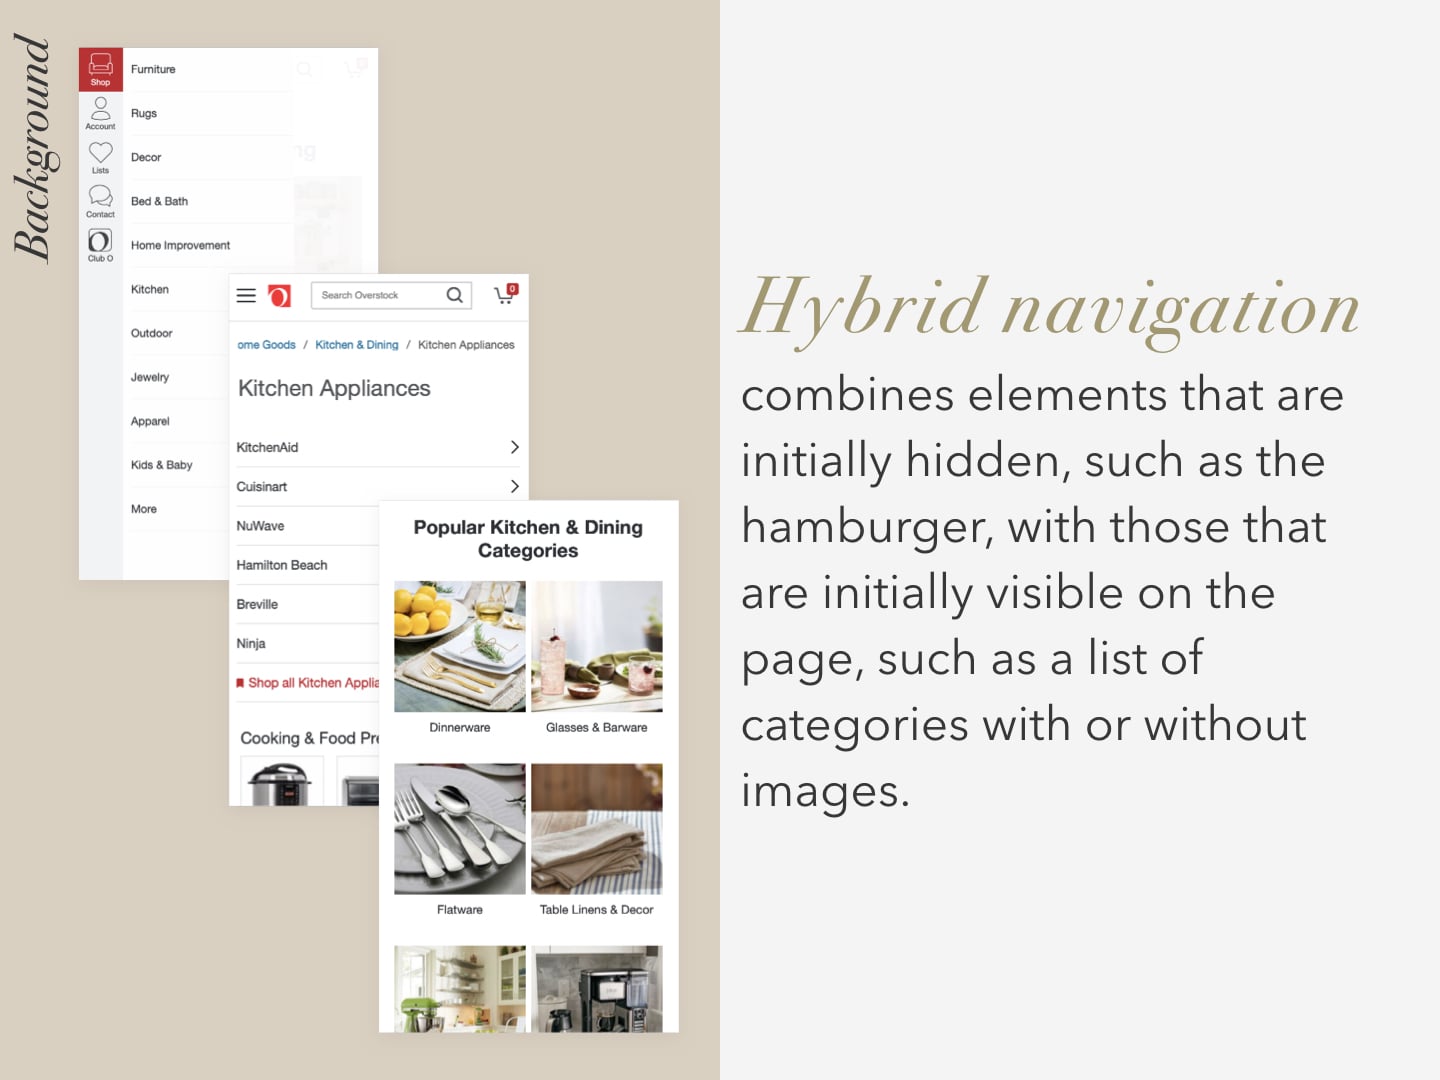 Background
Shop
Account
Lists
Contact
Club O
Furniture
Rugs
Decor
Bed & Bath
Home Improvement
Kitchen
Outdoor
Jewelry
Apparel
Kids & Baby
More
ng
Search Overstock
0
ome Goods / Kitchen & Dining / Kitchen Appliances
Kitchen Appliances
KitchenAid
Cuisinart
NuWave
Hamilton Beach
Breville
Ninja
Shop all Kitchen Applia
Cooking & Food Pre
Popular Kitchen & Dining
Categories
Dinnerware
Glasses & Barware
Flatware
Table Linens & Decor
Hybrid navigation
combines elements that are
initially hidden, such as the
hamburger, with those that
are initially visible on the
page, such as a list of
categories with or without
images.